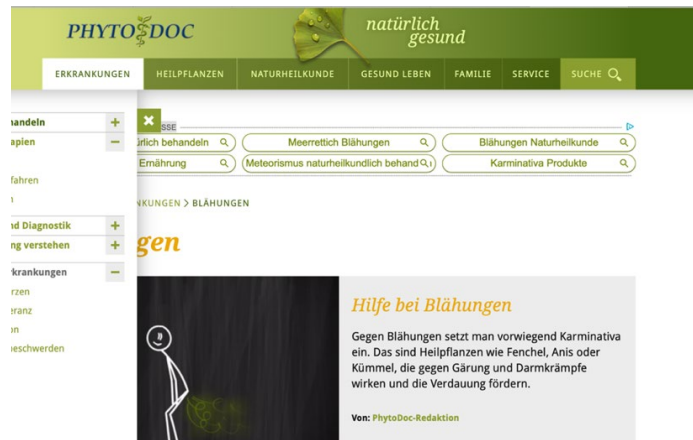 PHYTODOC
natürlich
gesund
ERKRANKUNGEN HEILPFLANZEN NATURHEILKUNDE GESUND LEBEN FAMILIE SERVICE SUCHE
andeln
apien
fahren
nd Diagnostik
ng verstehen
krankungen
rzen
eranz
on
eschwerden
SSE
rlich behandeln Meerrettich Blähungen Blähungen Naturheilkunde
Ernährung Meteorismus naturheilkundlich behand Karminativa Produkte
NKUNGEN > BLÄHUNGEN
gen
Hilfe bei Blähungen
Gegen Blähungen setzt man vorwiegend Karminativa
ein. Das sind Heilpflanzen wie Fenchel, Anis oder
Kümmel, die gegen Gärung und Darmkrämpfe
wirken und die Verdauung fördern.
Von: PhytoDoc-Redaktion